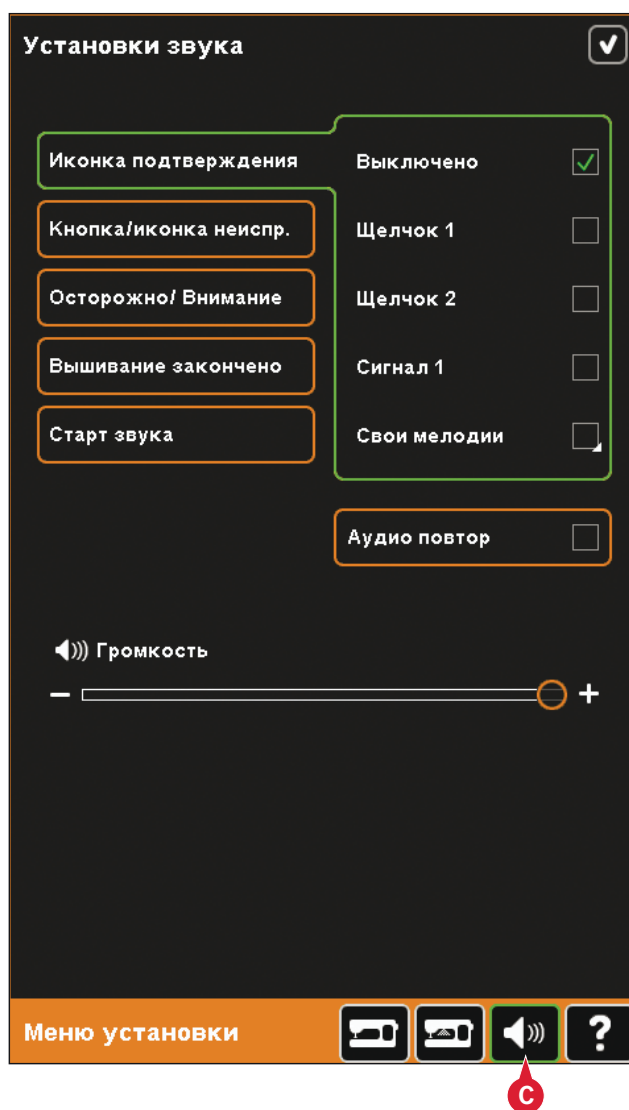 Установки звука
Иконка подтверждения
Выключено
Кнопка/иконка неиспр.
Щелчок 1
Осторожно/ Внимание
Щелчок 2
Вышивание закончено
Сигнал 1
Старт звука
Свои мелодии
Аудио повтор
Громкость
− +
Меню установки
?
C